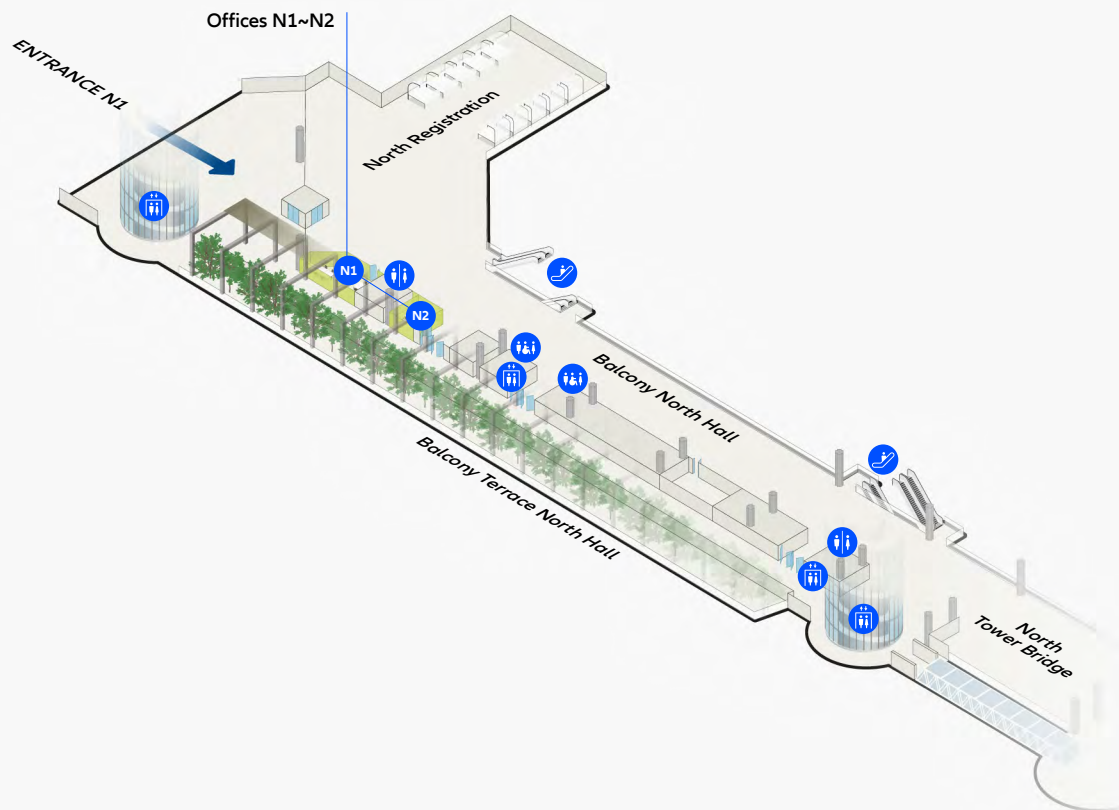 Offices N1~N2
ENTRANCE N1
North Registration
N1
N2
Balcony North Hall
Balcony Terrace North Hall
North
Tower Bridge